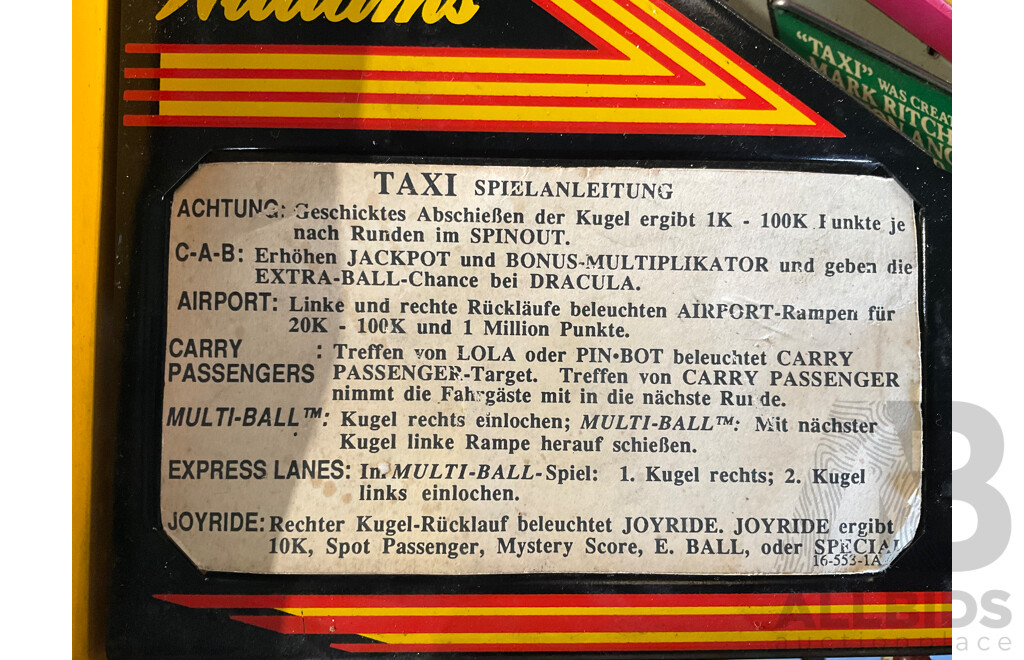 Williams
"TAXI" WAS CREAT
MARK RITCH
TAXI SPIELANLEITUNG
ACHTUNG: Geschicktes Abschießen der Kugel ergibt 1K - 100K Punkte je
nach Runden im SPINOUT.
C-A-B: Erhöhen JACKPOT und BONUS-MULTIPLIKATOR und geben die
EXTRA-BALL-Chance bei DRACULA.
AIRPORT: Linke und rechte Rückläufe beleuchten AIRPORT-Rampen für
20K - 100K und 1 Million Punkte.
CARRY PASSENGERS : Treffen von LOLA oder PIN•BOT beleuchtet CARRY
PASSENGER-Target. Treffen von CARRY PASSENGER
nimmt die Fahrgäste mit in die nächste Runde.
MULTI-BALL™: Kugel rechts einlochen; MULTI-BALL™: Mit nächster
Kugel linke Rampe herauf schießen.
EXPRESS LANES: In MULTI-BALL-Spiel: 1. Kugel rechts; 2. Kugel
links einlochen.
JOYRIDE: Rechter Kugel-Rücklauf beleuchtet JOYRIDE. JOYRIDE ergibt
10K, Spot Passenger, Mystery Score, E. BALL, oder SPECIAL
16-553-1A
ALLBIDS
auction place